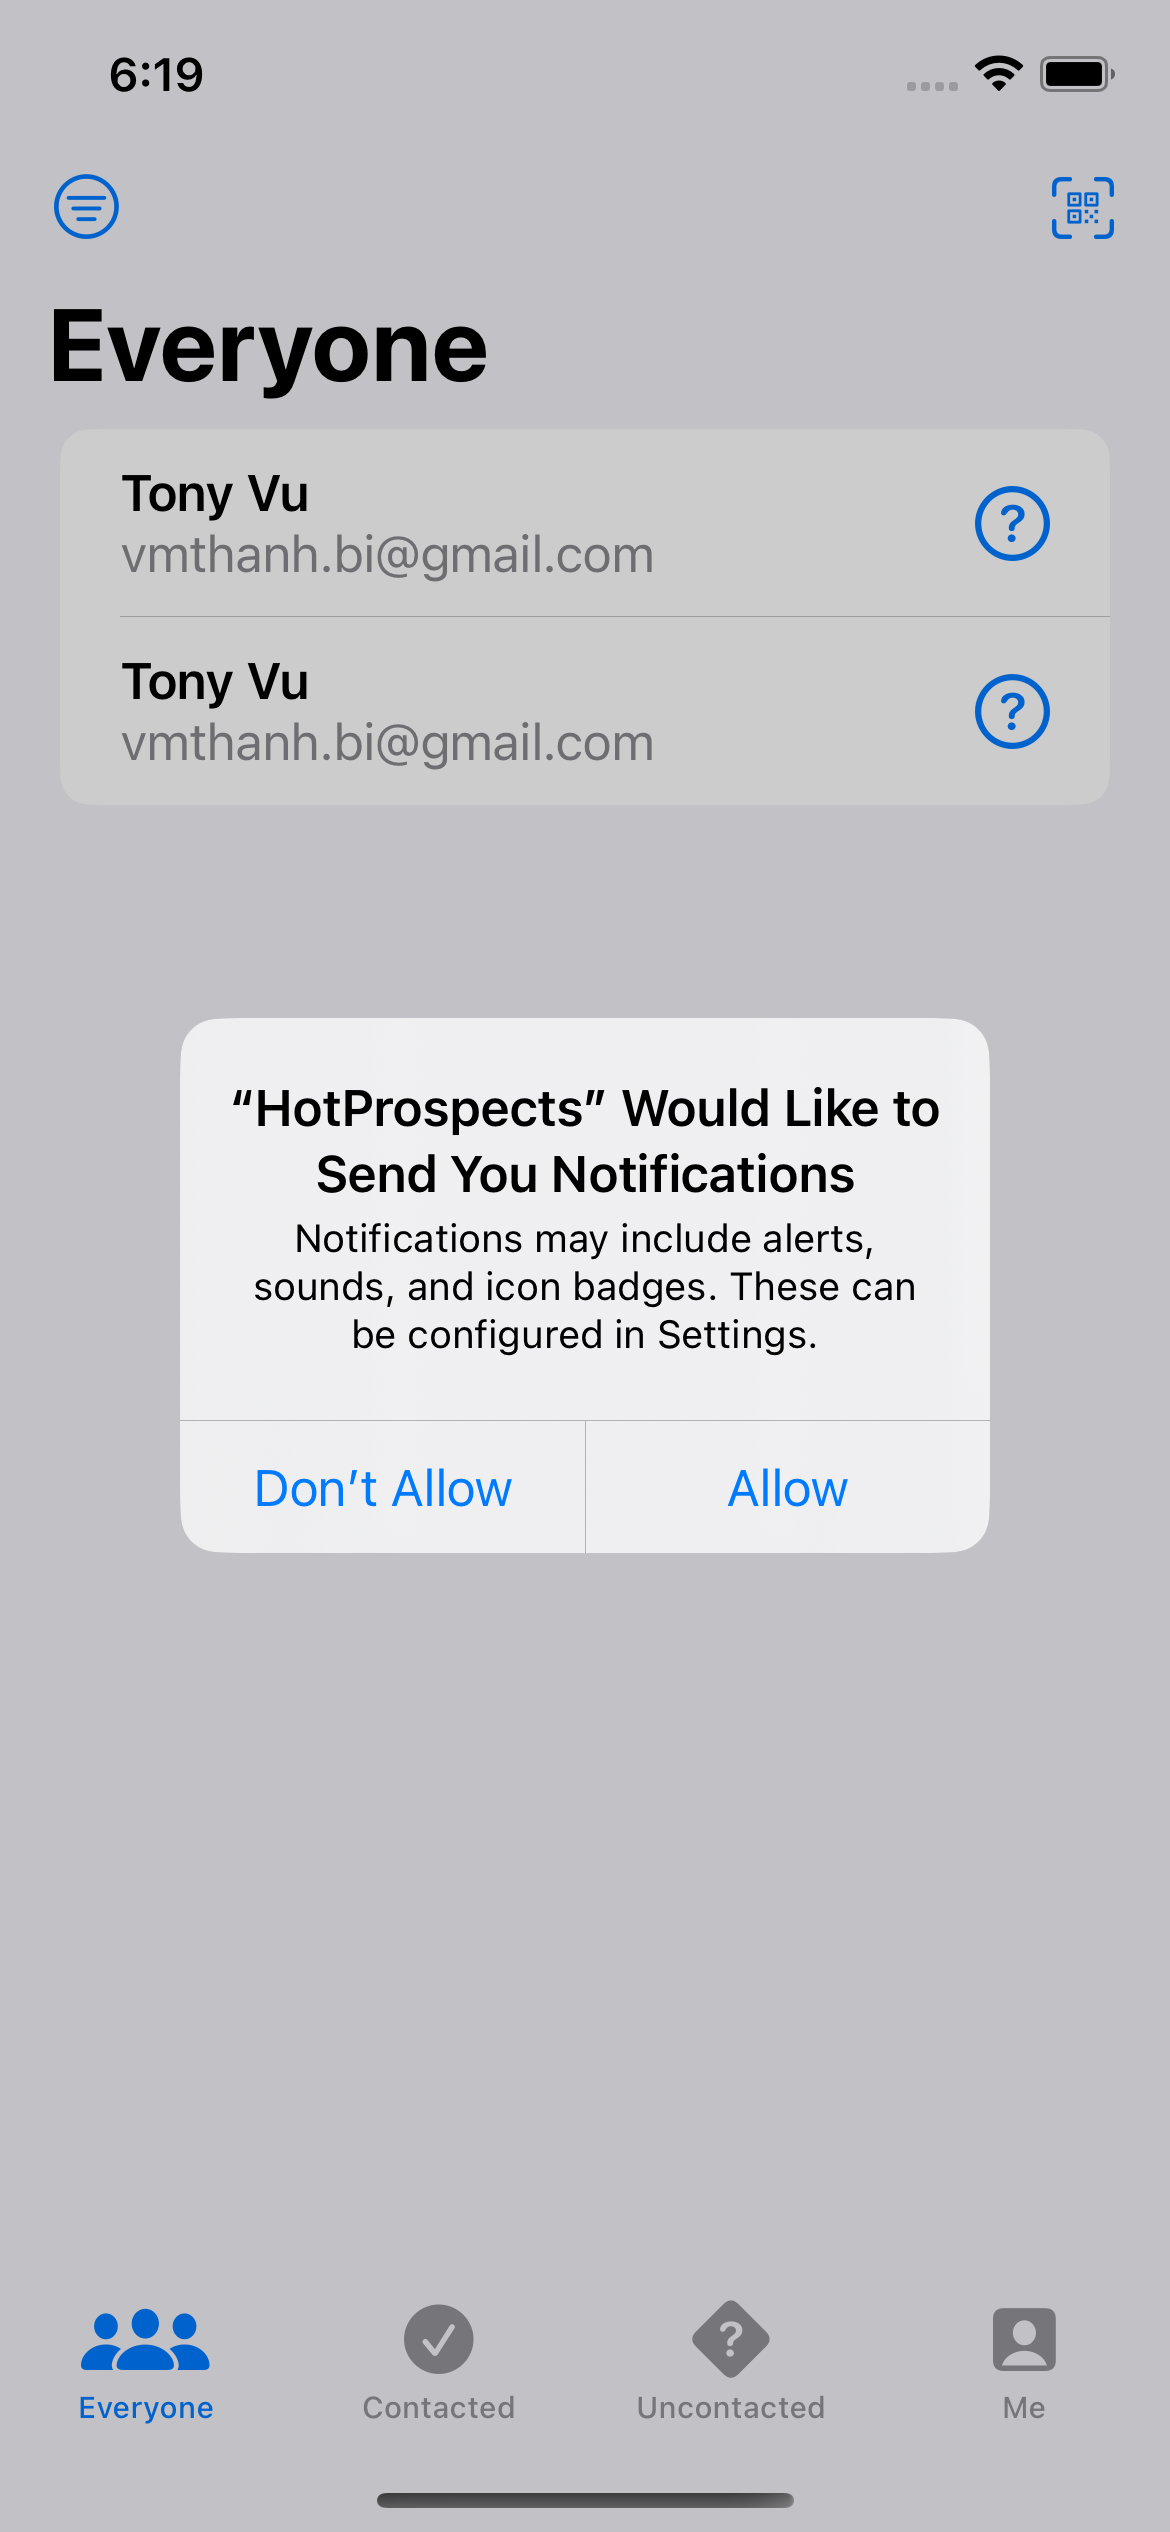 6:19
Everyone
Tony Vu
vmthanh.bi@gmail.com
Tony Vu
vmthanh.bi@gmail.com
“HotProspects” Would Like to
Send You Notifications
Notifications may include alerts,
sounds, and icon badges. These can
be configured in Settings.
Don’t Allow
Allow
Everyone
Contacted
Uncontacted
Me